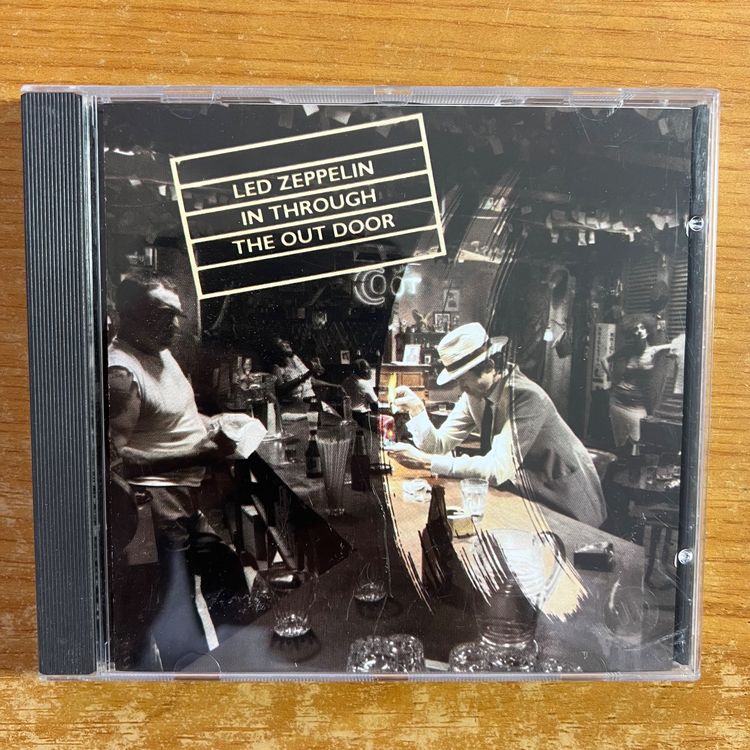 LED ZEPPELIN
IN THROUGH
THE OUT DOOR